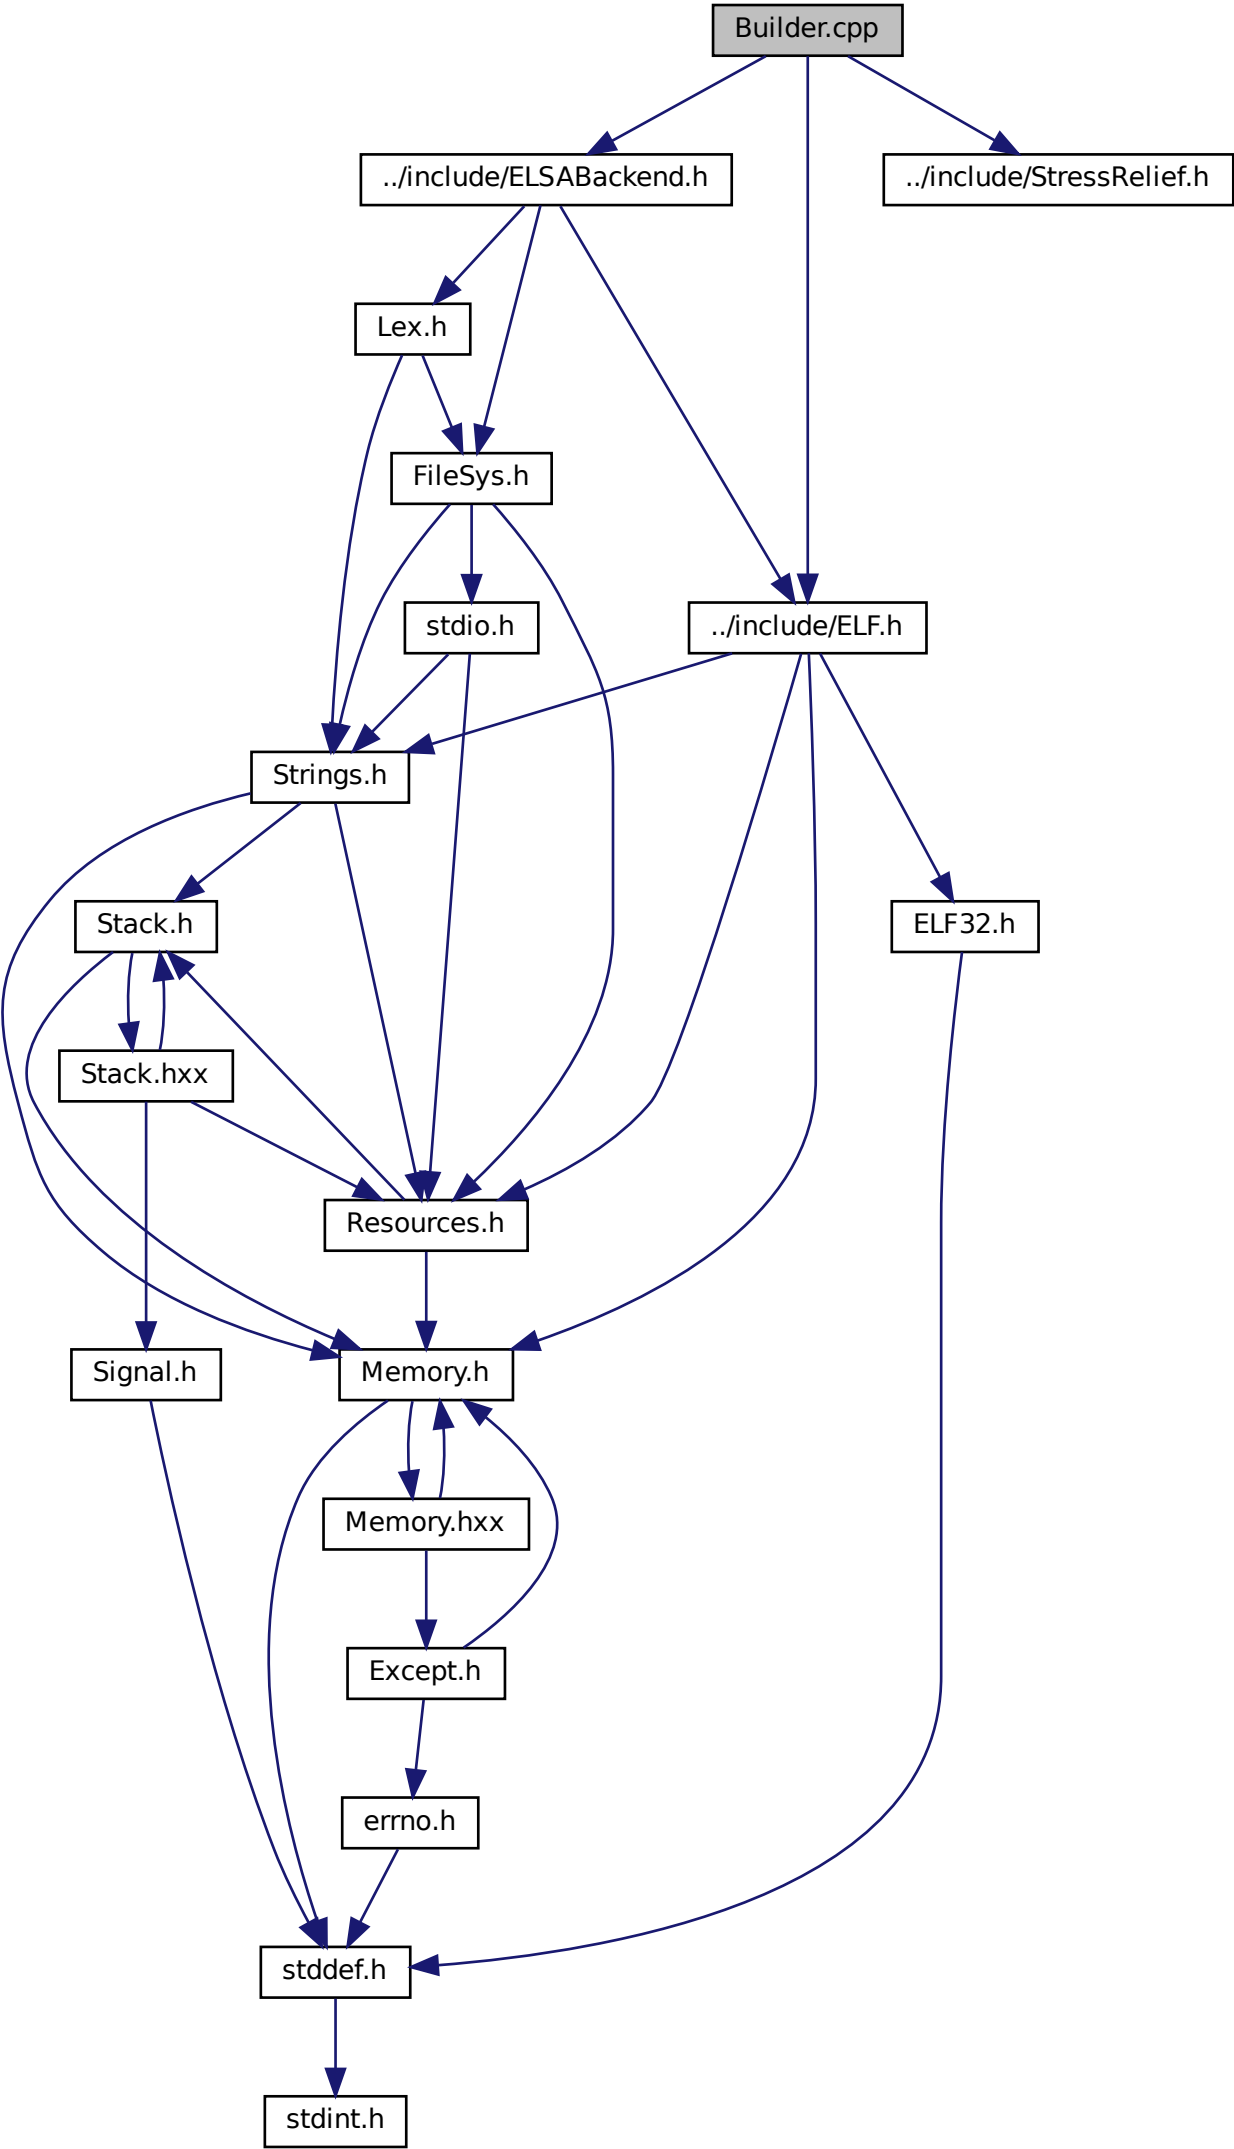 Builder.cpp
../include/ELSABackend.h
../include/StressRelief.h
Lex.h
FileSys.h
stdio.h
../include/ELF.h
Strings.h
Stack.h
ELF32.h
Stack.hxx
Resources.h
Signal.h
Memory.h
Memory.hxx
Except.h
errno.h
stddef.h
stdint.h